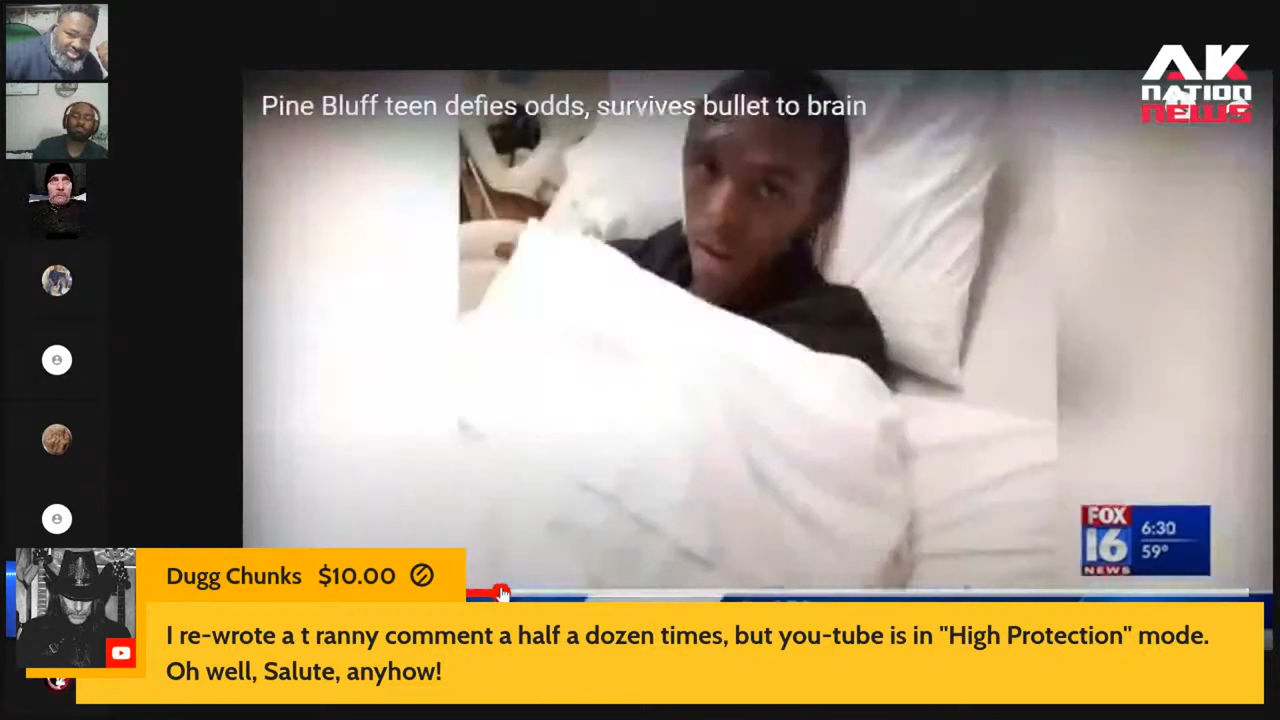 Pine Bluff teen defies odds, survives bullet to brain
AK
NATION
NEWS
FOX
16
NEWS
6:30
59°
Dugg Chunks $10.00
I re-wrote a t ranny comment a half a dozen times, but you-tube is in "High Protection" mode.
Oh well, Salute, anyhow!